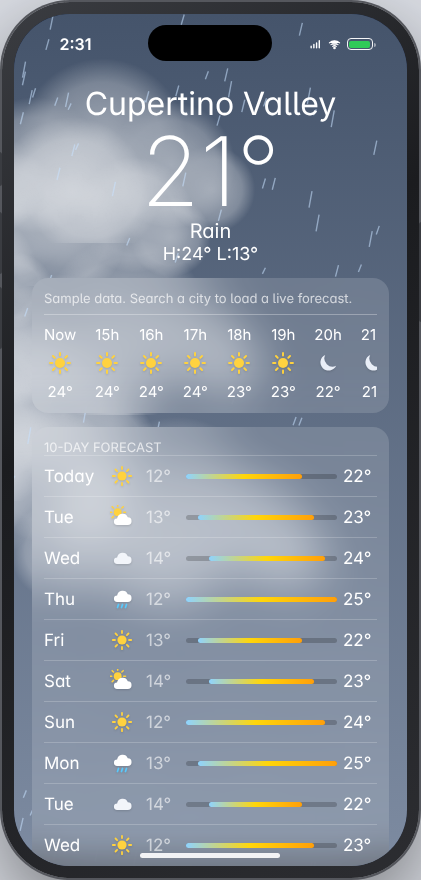 2:31
Cupertino Valley
21°
Rain
H:24° L:13°
Sample data. Search a city to load a live forecast.
Now 15h 16h 17h 18h 19h 20h 21
24° 24° 24° 24° 23° 23° 22° 21
10-DAY FORECAST
Today 12° 22°
Tue 13° 23°
Wed 14° 24°
Thu 12° 25°
Fri 13° 22°
Sat 14° 23°
Sun 12° 24°
Mon 13° 25°
Tue 14° 22°
Wed 12° 23°